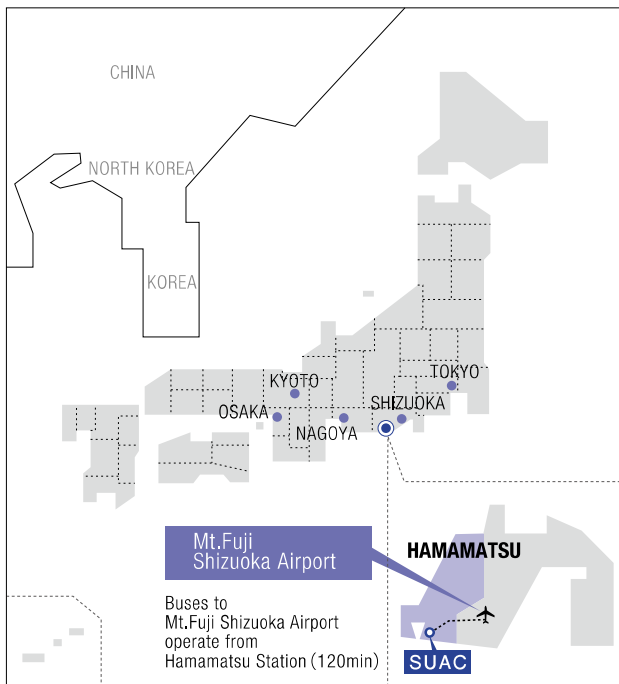 CHINA
NORTH KOREA
KOREA
TOKYO
KYOTO
SHIZUOKA
OSAKA
NAGOYA
Mt.Fuji
Shizuoka Airport
HAMAMATSU
Buses to
Mt.Fuji Shizuoka Airport
operate from
Hamamatsu Station (120min)
SUAC